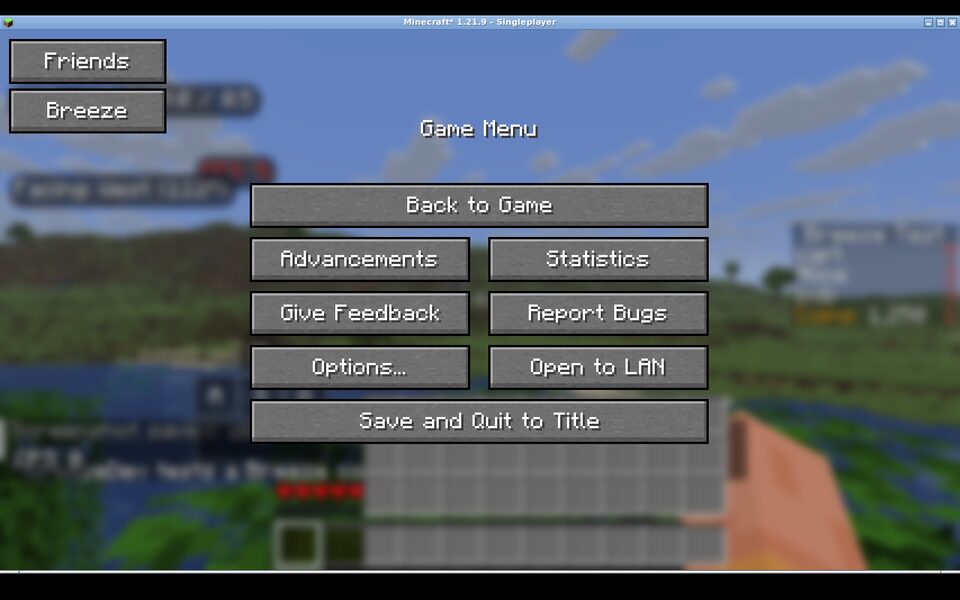 Minecraft* 1.21.9 - Singleplayer
Friends
Breeze
Game Menu
Back to Game
Advancements
Statistics
Give Feedback
Report Bugs
Options...
Open to LAN
Save and Quit to Title